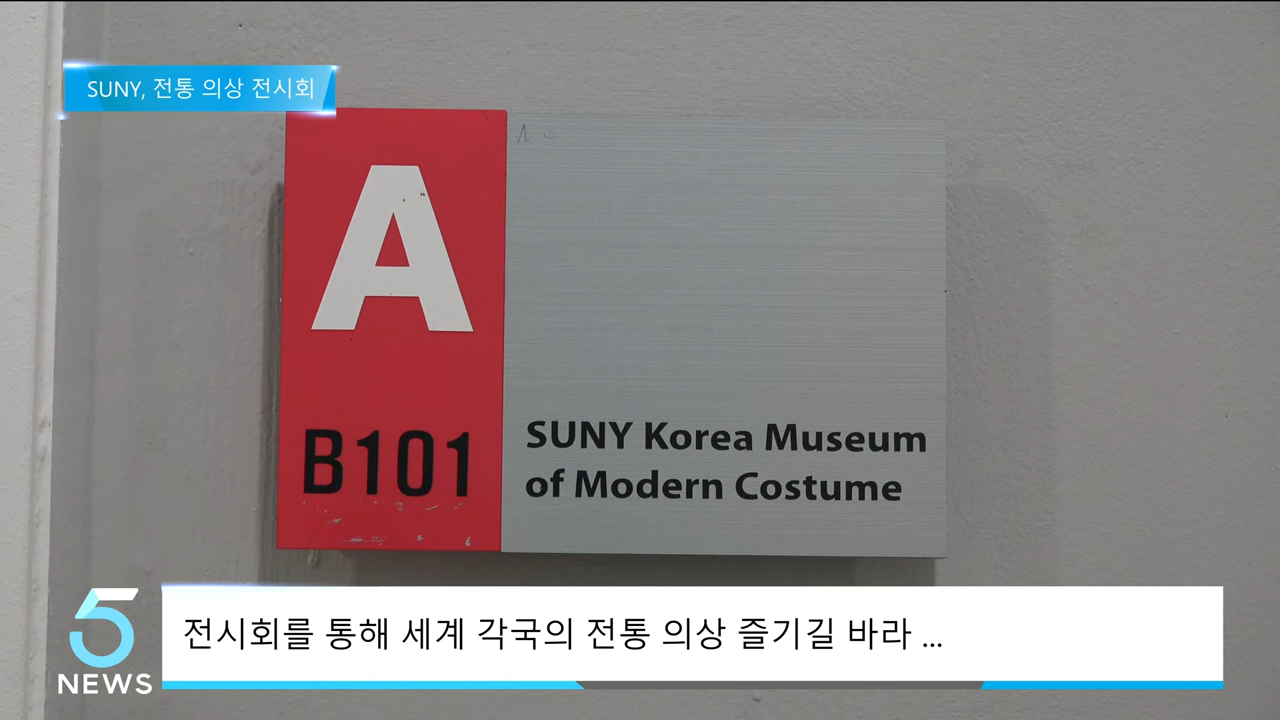 SUNY, 전통 의상 전시회
A
B101
SUNY Korea Museum
of Modern Costume
5
NEWS
전시회를 통해 세계 각국의 전통 의상 즐기길 바라 ...